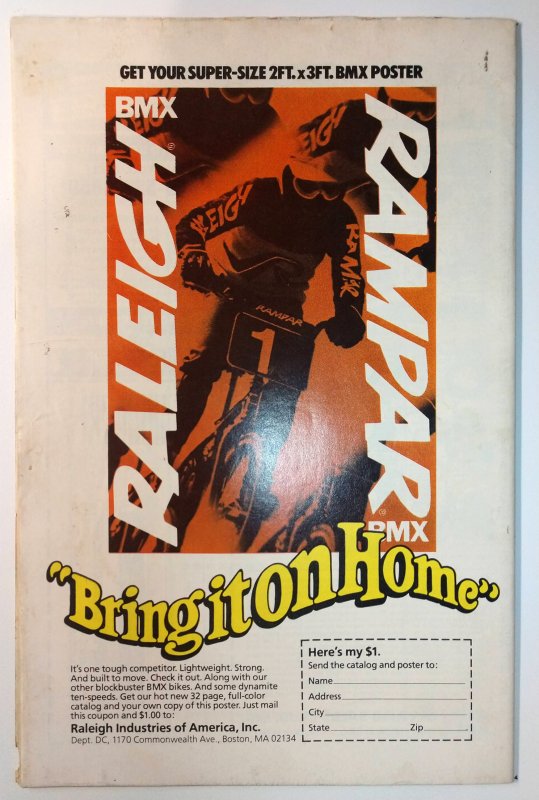 GET YOUR SUPER-SIZE 2FT. x 3FT. BMX POSTER
BMX
RALEIGH
RAMPAR
BMX
RALEIGH
RAMPAR
RAMPAR
1
"Bring it on Home"
It's one tough competitor. Lightweight. Strong.
And built to move. Check it out. Along with our
other blockbuster BMX bikes. And some dynamite
ten-speeds. Get our hot new 32 page, full-color
catalog and your own copy of this poster. Just mail
this coupon and $1.00 to:
Raleigh Industries of America, Inc.
Dept. DC, 1170 Commonwealth Ave., Boston, MA 02134
Here's my $1.
Send the catalog and poster to:
Name
Address
City
State Zip